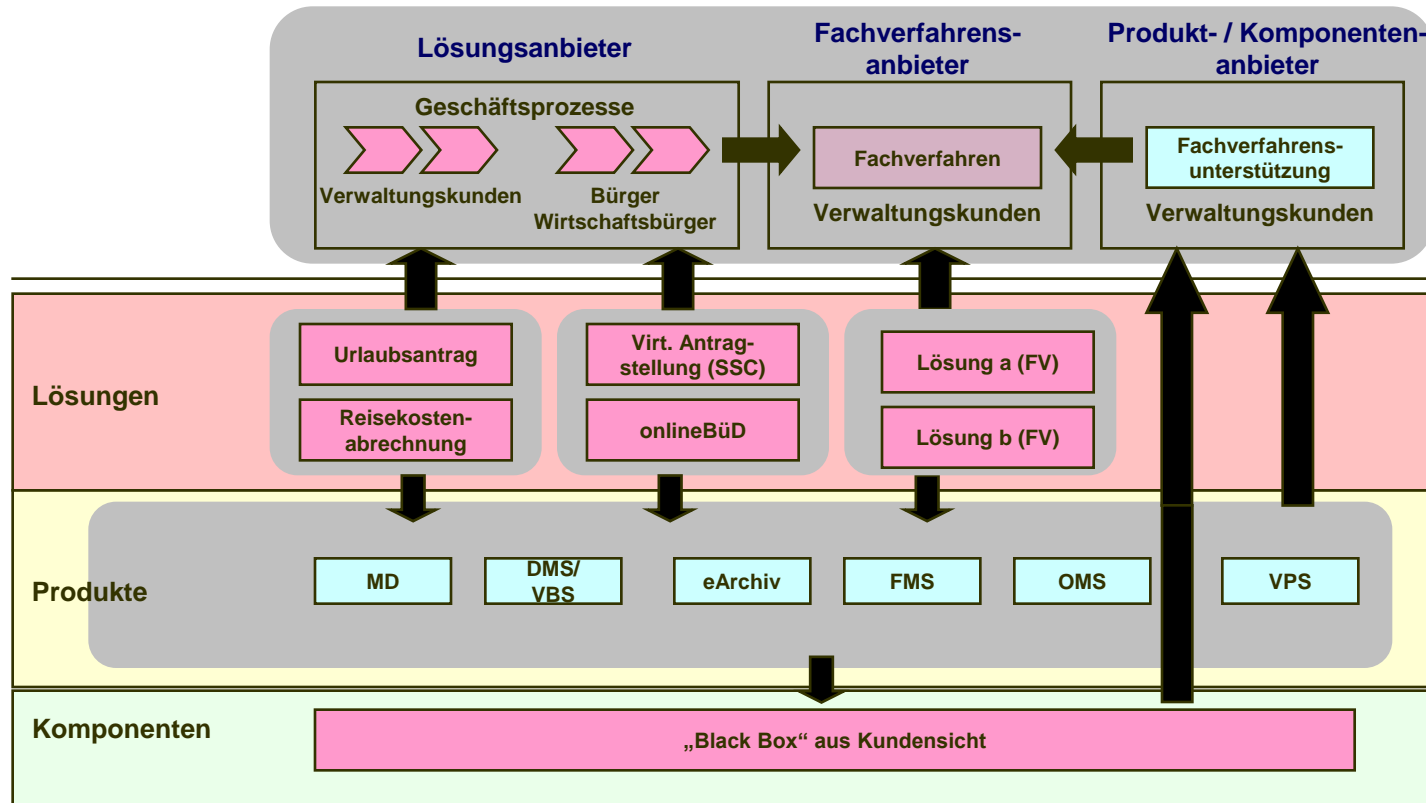 Lösungsanbieter
Fachverfahrens-
anbieter
Produkt- / Komponenten-
anbieter
Geschäftsprozesse
Verwaltungskunden
Bürger
Wirtschaftsbürger
Fachverfahren
Verwaltungskunden
Fachverfahrens-
unterstützung
Verwaltungskunden
Lösungen
Urlaubsantrag
Reisekosten-
abrechnung
Virt. Antrag-
stellung (SSC)
onlineBüD
Lösung a (FV)
Lösung b (FV)
Produkte
MD
DMS/
VBS
eArchiv
FMS
OMS
VPS
Komponenten
„Black Box“ aus Kundensicht